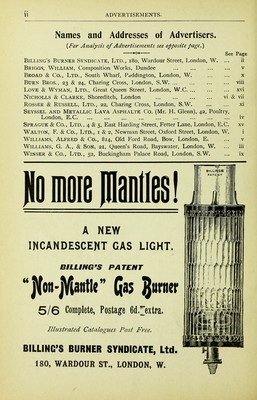 ii ADVERTISEMENTS.
Names and Addresses of Advertisers.
(For Analysis of Advertisements see opposite page.)
See Page
BILLING'S BURNER SYNDICATE, LTD., 180, Wardour Street, London, W. ... ii
BRIGGS, WILLIAM, Composition Works, Dundee ... v
BROAD & CO., LTD., South Wharf, Paddington, London, W. ... x
BURN BROS., 23 & 24, Charing Cross, London, S.W. ... viii
LOVE & WYMAN, LTD., Great Queen Street, London, W.C. ... xvi
NICHOLLS & CLARKE, Shoreditch, London ... vi & vii
ROSSER & RUSSELL, LTD., 22, Charing Cross, London, S.W. ... xi
SEYSSEL AND METALLIC LAVA ASPHALTE CO. (Mr. H. Glenn), 42, Poultry,
London, E.C. ... iv
SPRAGUE & CO., LTD., 4 & 5, East Harding Street, Fetter Lane, London, E.C. xv
WALTON, F. & CO., LTD., 1 & 2, Newman Street, Oxford Street, London, W. i
WILLIAMS, ALFRED & CO., Old Ford Road, Bow, London, E. ... v
WILLIAMS, G. A., & SON, 21, Queen's Road, Bayswater, London, W. iii
WINSER & CO., LTD., 52, Buckingham Palace Road, London, S.W. ix
No more Mantles!
A NEW
INCANDESCENT GAS LIGHT.
BILLING'S PATENT
"Non-Mantle" Gas Burner
5/6 Complete, Postage 6d. extra.
Illustrated Catalogues Post Free.
BILLING'S BURNER SYNDICATE, Ltd.
180, WARDOUR ST., LONDON, W.
BILLINGS
PATENT